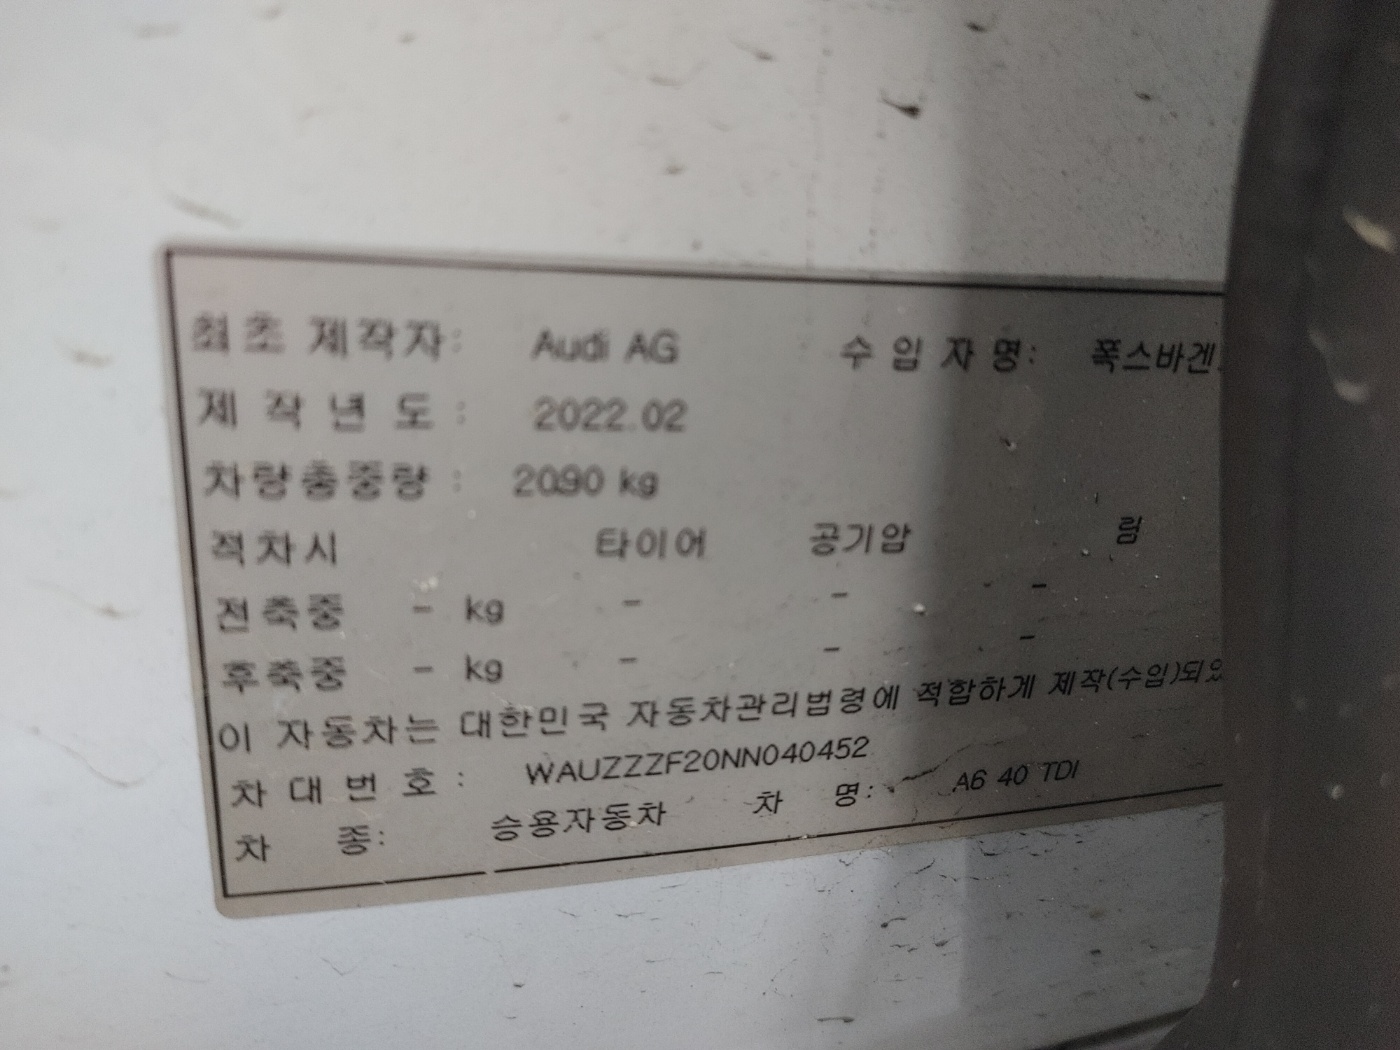 최초 제작자: Audi AG 수 입 자 명: 폭스바겐
제 작 년 도 : 2022.02
차량총중량 : 2090 kg
적차시 타이어 공기압 림
전축중 - kg - - -
후축중 - kg - - -
이 자동차는 대한민국 자동차관리법령에 적합하게 제작(수입)되었
차 대 번 호 : WAUZZZF20NN040452
차 종: 승용자동차 차 명: A6 40 TDI